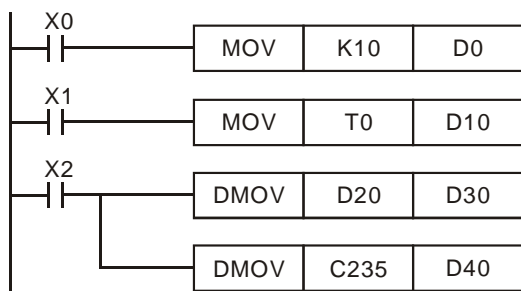 X0
MOV K10 D0
X1
MOV T0 D10
X2
DMOV D20 D30
DMOV C235 D40